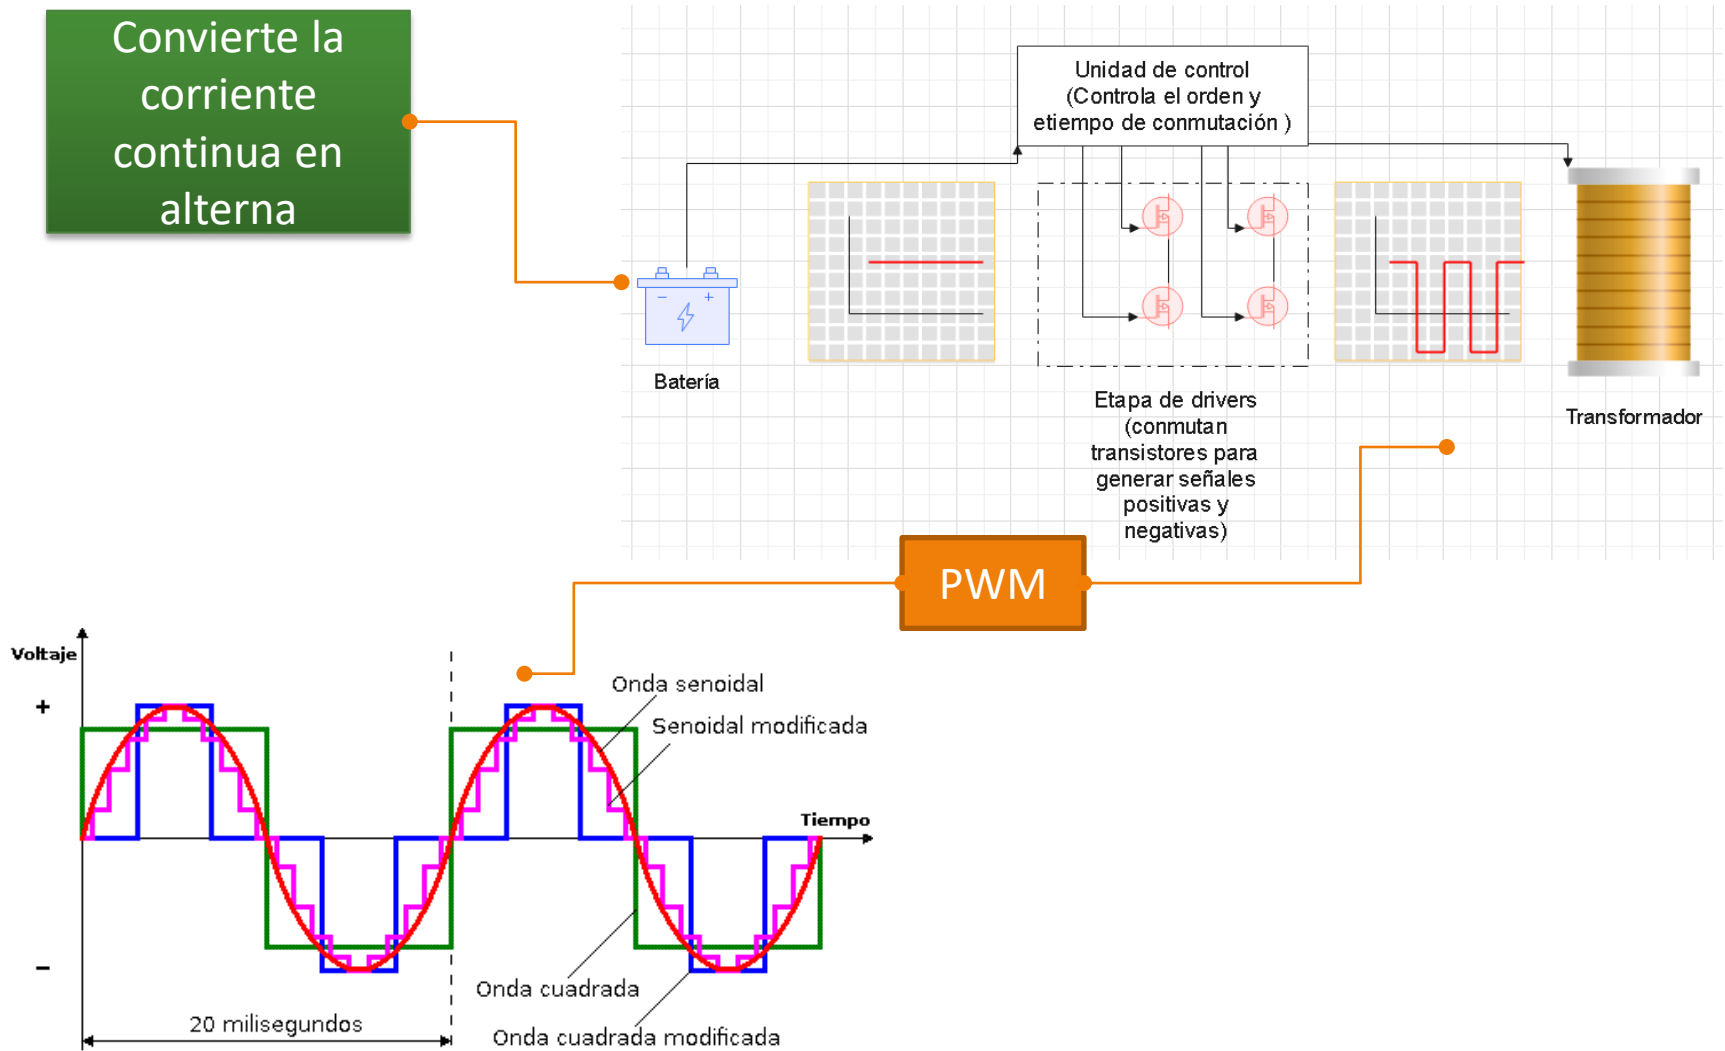 Convierte la
corriente
continua en
alterna
Unidad de control
(Controla el orden y
etiempo de conmutación )
Batería
- +
Etapa de drivers
(conmutan
transistores para
generar señales
positivas y
negativas)
Transformador
PWM
Voltaje
+
Onda senoidal
Senoidal modificada
Tiempo
-
Onda cuadrada
20 milisegundos
Onda cuadrada modificada